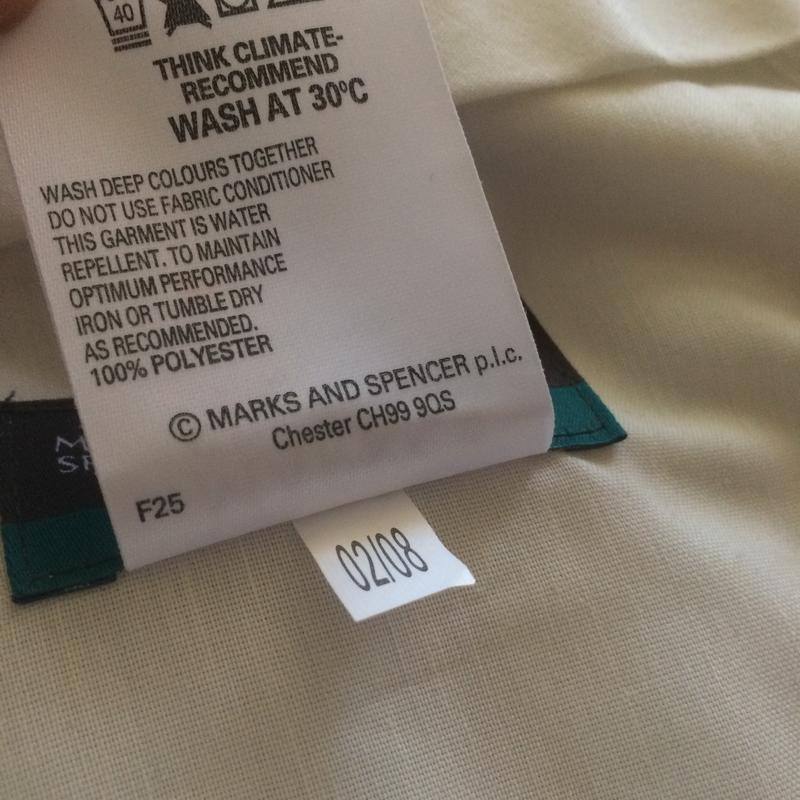 40
THINK CLIMATE-
RECOMMEND
WASH AT 30ºC
WASH DEEP COLOURS TOGETHER
DO NOT USE FABRIC CONDITIONER
THIS GARMENT IS WATER
REPELLENT. TO MAINTAIN
OPTIMUM PERFORMANCE
IRON OR TUMBLE DRY
AS RECOMMENDED.
100% POLYESTER
© MARKS AND SPENCER p.l.c.
Chester CH99 9QS
F25
02/08